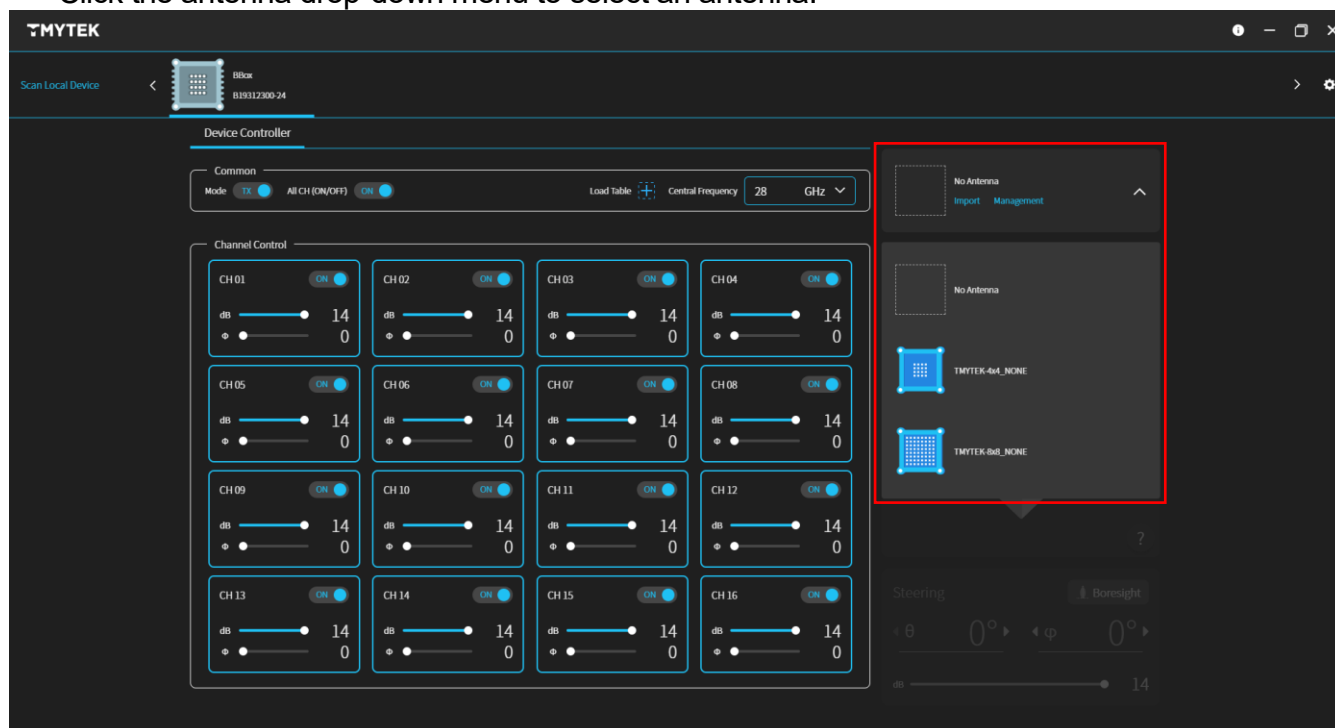 Click the antenna drop-down menu to select an antenna.
TMYTEK
Scan Local Device
BBox
B19312300-24
Device Controller
Common
Mode TX All CH (ON/OFF) ON Load Table Central Frequency 28 GHz
No Antenna
Import Management
Channel Control
CH 01 ON CH 02 ON CH 03 ON CH 04 ON
dB 14 dB 14 dB 14 dB 14
Φ 0 Φ 0 Φ 0 Φ 0
CH 05 ON CH 06 ON CH 07 ON CH 08 ON
dB 14 dB 14 dB 14 dB 14
Φ 0 Φ 0 Φ 0 Φ 0
CH 09 ON CH 10 ON CH 11 ON CH 12 ON
dB 14 dB 14 dB 14 dB 14
Φ 0 Φ 0 Φ 0 Φ 0
CH 13 ON CH 14 ON CH 15 ON CH 16 ON
dB 14 dB 14 dB 14 dB 14
Φ 0 Φ 0 Φ 0 Φ 0
No Antenna
TMYTEK-4x4_NONE
TMYTEK-8x8_NONE
?
Steering Boresight
θ 0° φ 0°
dB 14